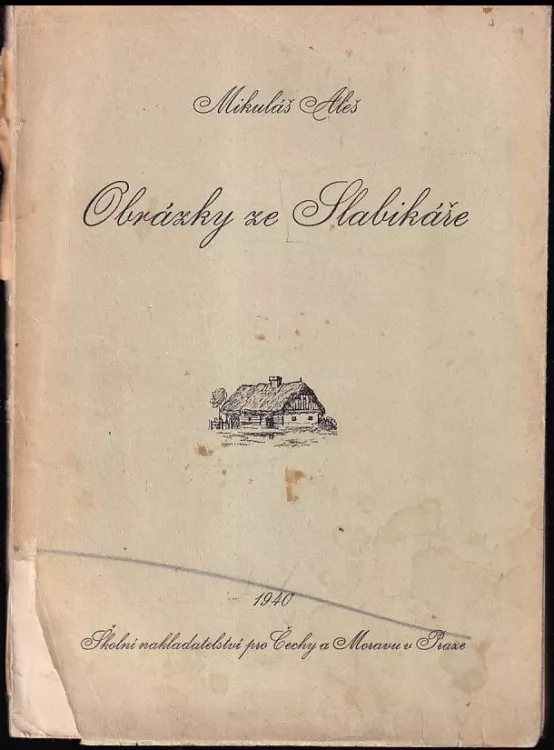 Mikuláš Aleš
Obrázky ze Slabikáře
1940
Školní nakladatelství pro Čechy a Moravu v Praze